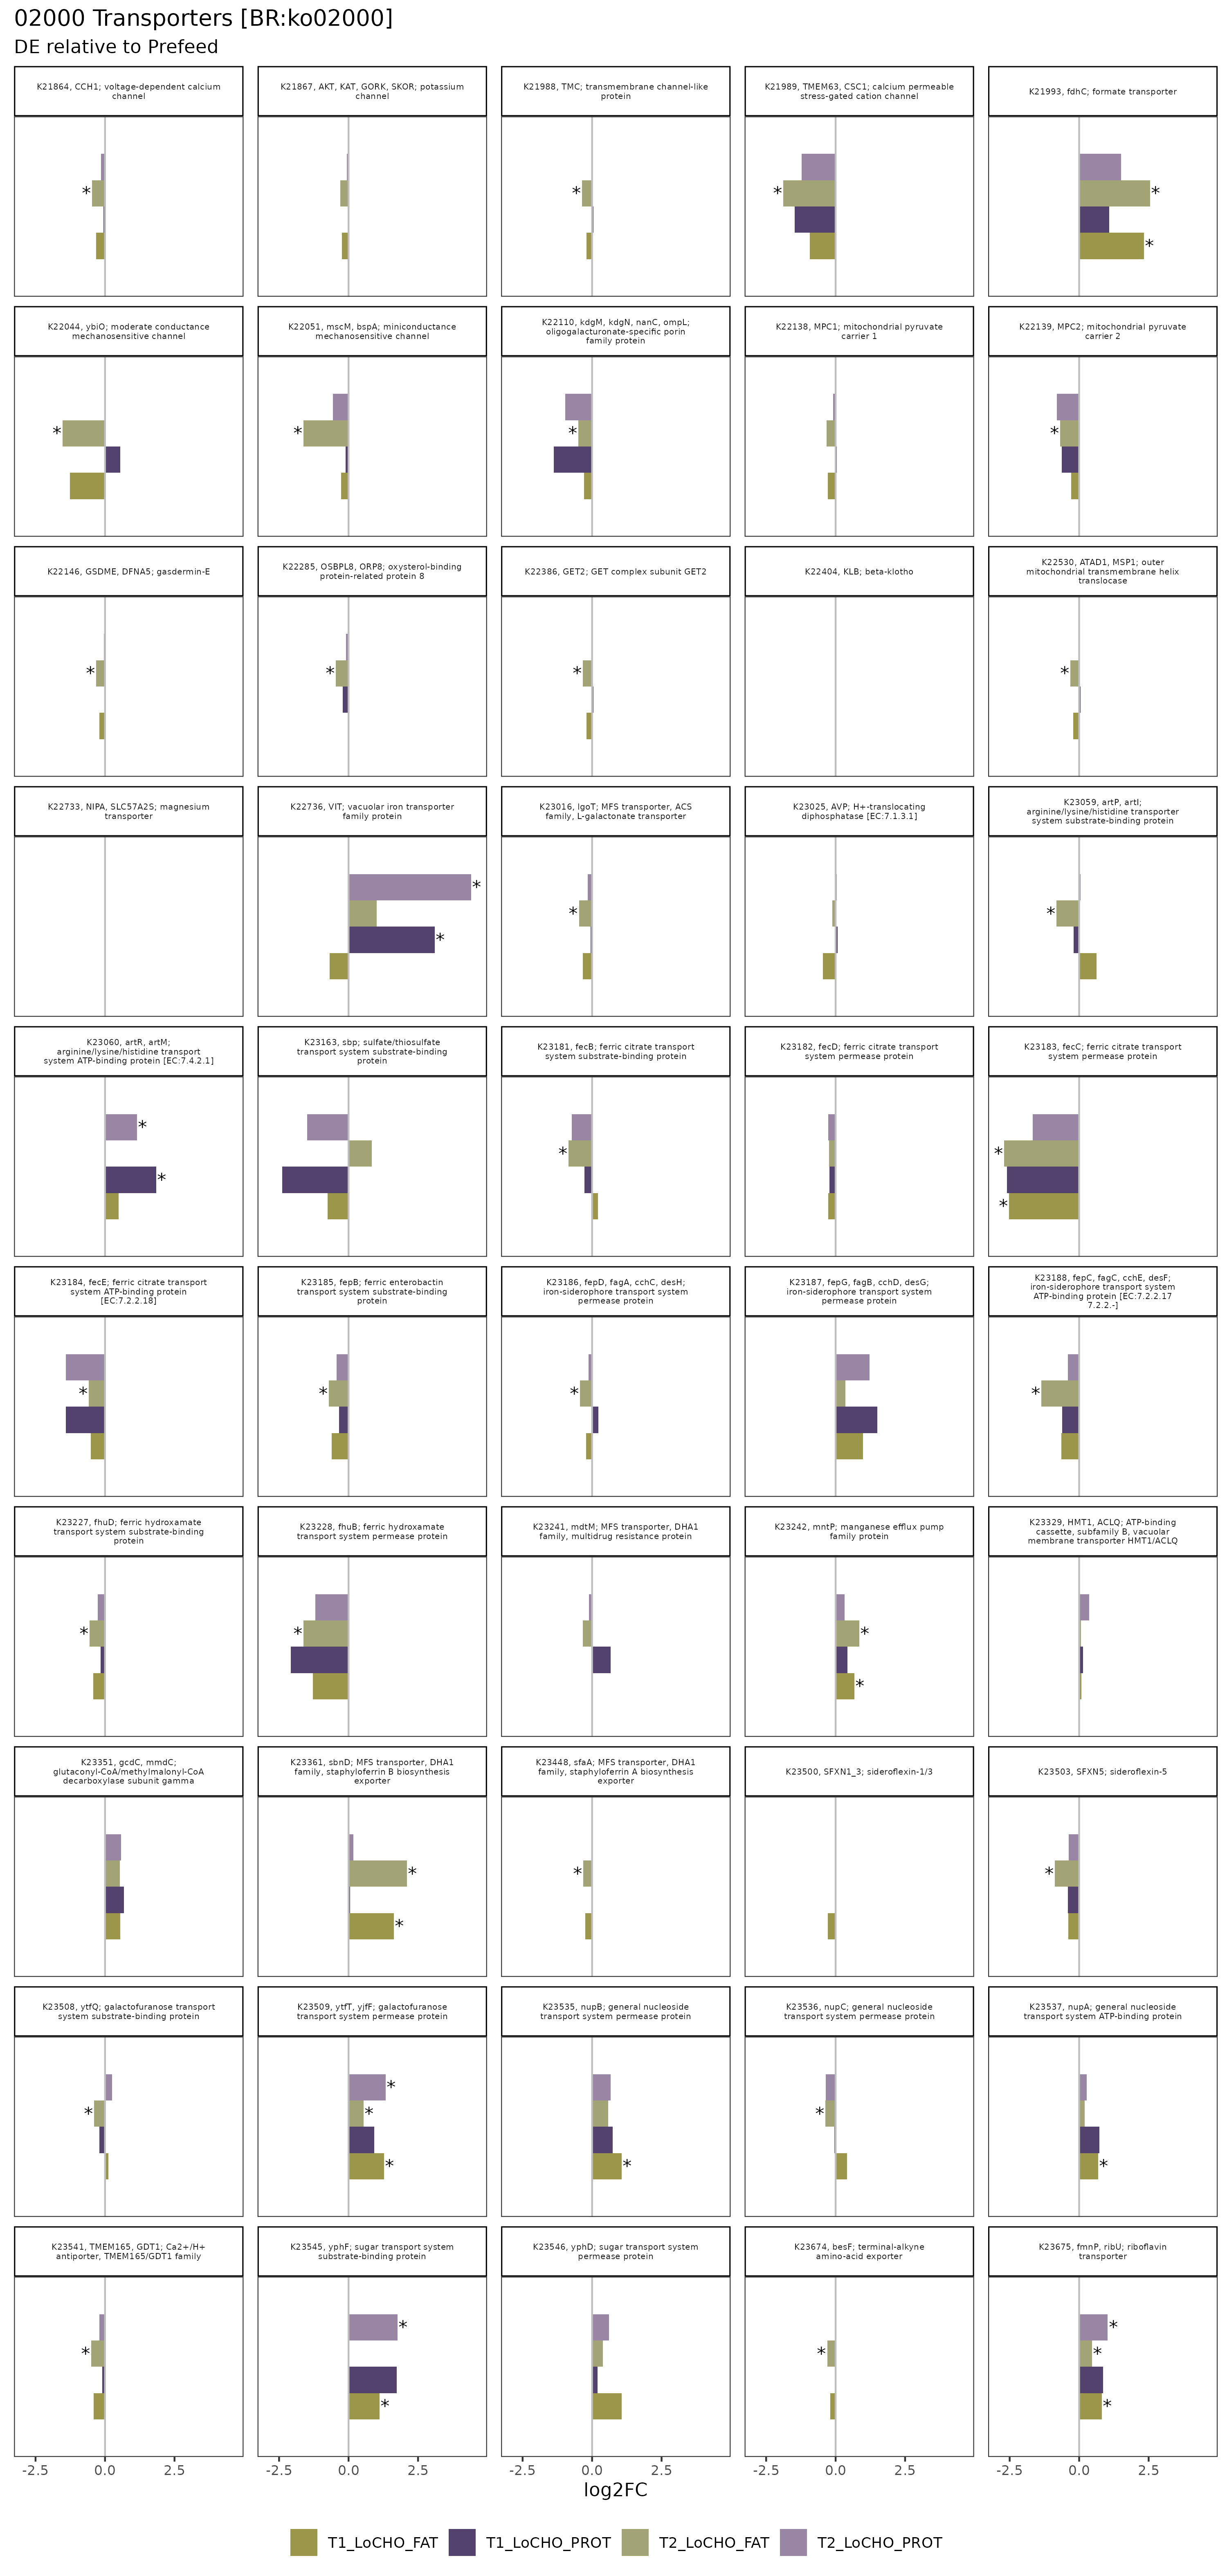 02000 Transporters [BR:ko02000]
DE relative to Prefeed
K21864, CCH1; voltage-dependent calcium
channel
K21867, AKT, KAT, GORK, SKOR; potassium
channel
K21988, TMC; transmembrane channel-like
protein
K21989, TMEM63, CSC1; calcium permeable
stress-gated cation channel
K21993, fdhC; formate transporter
*
*
*
*
*
K22044, ybiO; moderate conductance
mechanosensitive channel
K22051, mscM, bspA; miniconductance
mechanosensitive channel
K22110, kdgM, kdgN, nanC, ompL;
oligogalacturonate-specific porin
family protein
K22138, MPC1; mitochondrial pyruvate
carrier 1
K22139, MPC2; mitochondrial pyruvate
carrier 2
*
*
*
*
K22146, GSDME, DFNA5; gasdermin-E
K22285, OSBPL8, ORP8; oxysterol-binding
protein-related protein 8
K22386, GET2; GET complex subunit GET2
K22404, KLB; beta-klotho
K22530, ATAD1, MSP1; outer
mitochondrial transmembrane helix
translocase
*
*
*
*
K22733, NIPA, SLC57A2S; magnesium
transporter
K22736, VIT; vacuolar iron transporter
family protein
K23016, lgoT; MFS transporter, ACS
family, L-galactonate transporter
K23025, AVP; H+-translocating
diphosphatase [EC:7.1.3.1]
K23059, artP, artI;
arginine/lysine/histidine transporter
system substrate-binding protein
*
*
*
*
K23060, artR, artM;
arginine/lysine/histidine transport
system ATP-binding protein [EC:7.4.2.1]
K23163, sbp; sulfate/thiosulfate
transport system substrate-binding
protein
K23181, fecB; ferric citrate transport
system substrate-binding protein
K23182, fecD; ferric citrate transport
system permease protein
K23183, fecC; ferric citrate transport
system permease protein
*
*
*
*
*
K23184, fecE; ferric citrate transport
system ATP-binding protein
[EC:7.2.2.18]
K23185, fepB; ferric enterobactin
transport system substrate-binding
protein
K23186, fepD, fagA, cchC, desH;
iron-siderophore transport system
permease protein
K23187, fepG, fagB, cchD, desG;
iron-siderophore transport system
permease protein
K23188, fepC, fagC, cchE, desF;
iron-siderophore transport system
ATP-binding protein [EC:7.2.2.17
7.2.2.-]
*
*
*
*
K23227, fhuD; ferric hydroxamate
transport system substrate-binding
protein
K23228, fhuB; ferric hydroxamate
transport system permease protein
K23241, mdtM; MFS transporter, DHA1
family, multidrug resistance protein
K23242, mntP; manganese efflux pump
family protein
K23329, HMT1, ACLQ; ATP-binding
cassette, subfamily B, vacuolar
membrane transporter HMT1/ACLQ
*
*
*
*
K23351, gcdC, mmdC;
glutaconyl-CoA/methylmalonyl-CoA
decarboxylase subunit gamma
K23361, sbnD; MFS transporter, DHA1
family, staphyloferrin B biosynthesis
exporter
K23448, sfaA; MFS transporter, DHA1
family, staphyloferrin A biosynthesis
exporter
K23500, SFXN1_3; sideroflexin-1/3
K23503, SFXN5; sideroflexin-5
*
*
*
*
K23508, ytfQ; galactofuranose transport
system substrate-binding protein
K23509, ytfT, yjfF; galactofuranose
transport system permease protein
K23535, nupB; general nucleoside
transport system permease protein
K23536, nupC; general nucleoside
transport system permease protein
K23537, nupA; general nucleoside
transport system ATP-binding protein
*
*
*
*
*
*
*
K23541, TMEM165, GDT1; Ca2+/H+
antiporter, TMEM165/GDT1 family
K23545, yphF; sugar transport system
substrate-binding protein
K23546, yphD; sugar transport system
permease protein
K23674, besF; terminal-alkyne
amino-acid exporter
K23675, fmnP, ribU; riboflavin
transporter
*
*
*
*
*
*
*
-2.5 0.0 2.5 -2.5 0.0 2.5 -2.5 0.0 2.5 -2.5 0.0 2.5 -2.5 0.0 2.5
log2FC
T1_LoCHO_FAT T1_LoCHO_PROT T2_LoCHO_FAT T2_LoCHO_PROT